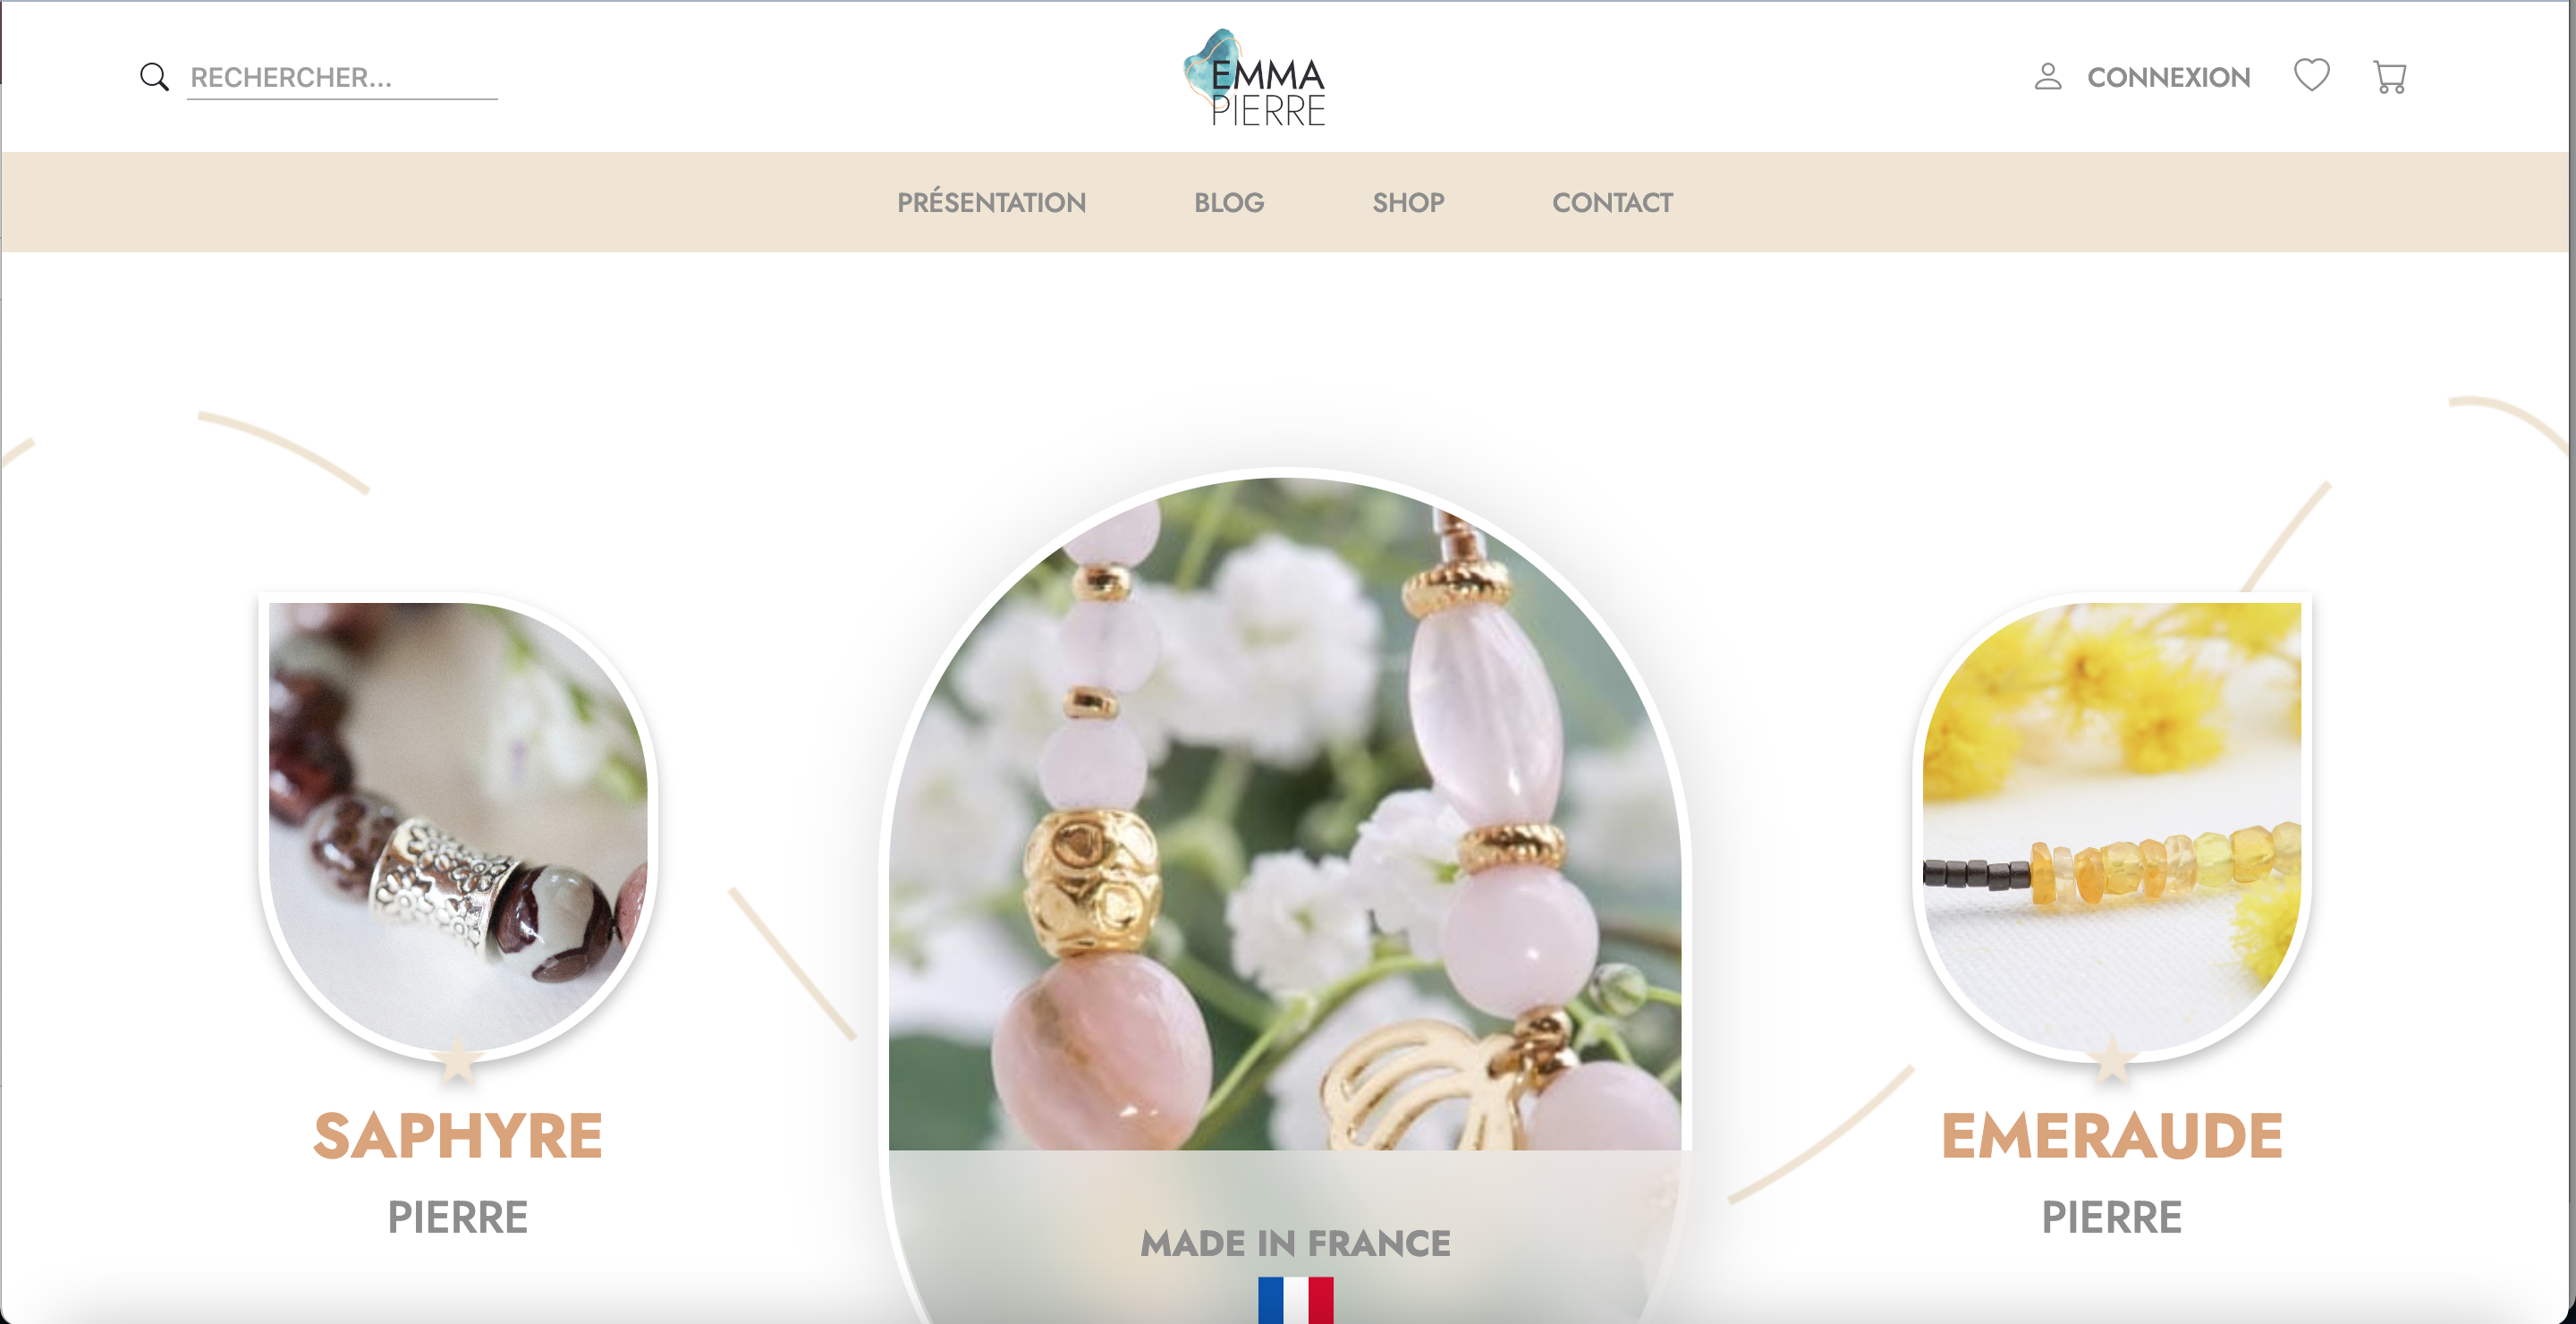 RECHERCHER...
EMMA
PIERRE
CONNEXION
PRÉSENTATION
BLOG
SHOP
CONTACT
SAPHYRE
PIERRE
MADE IN FRANCE
EMERAUDE
PIERRE